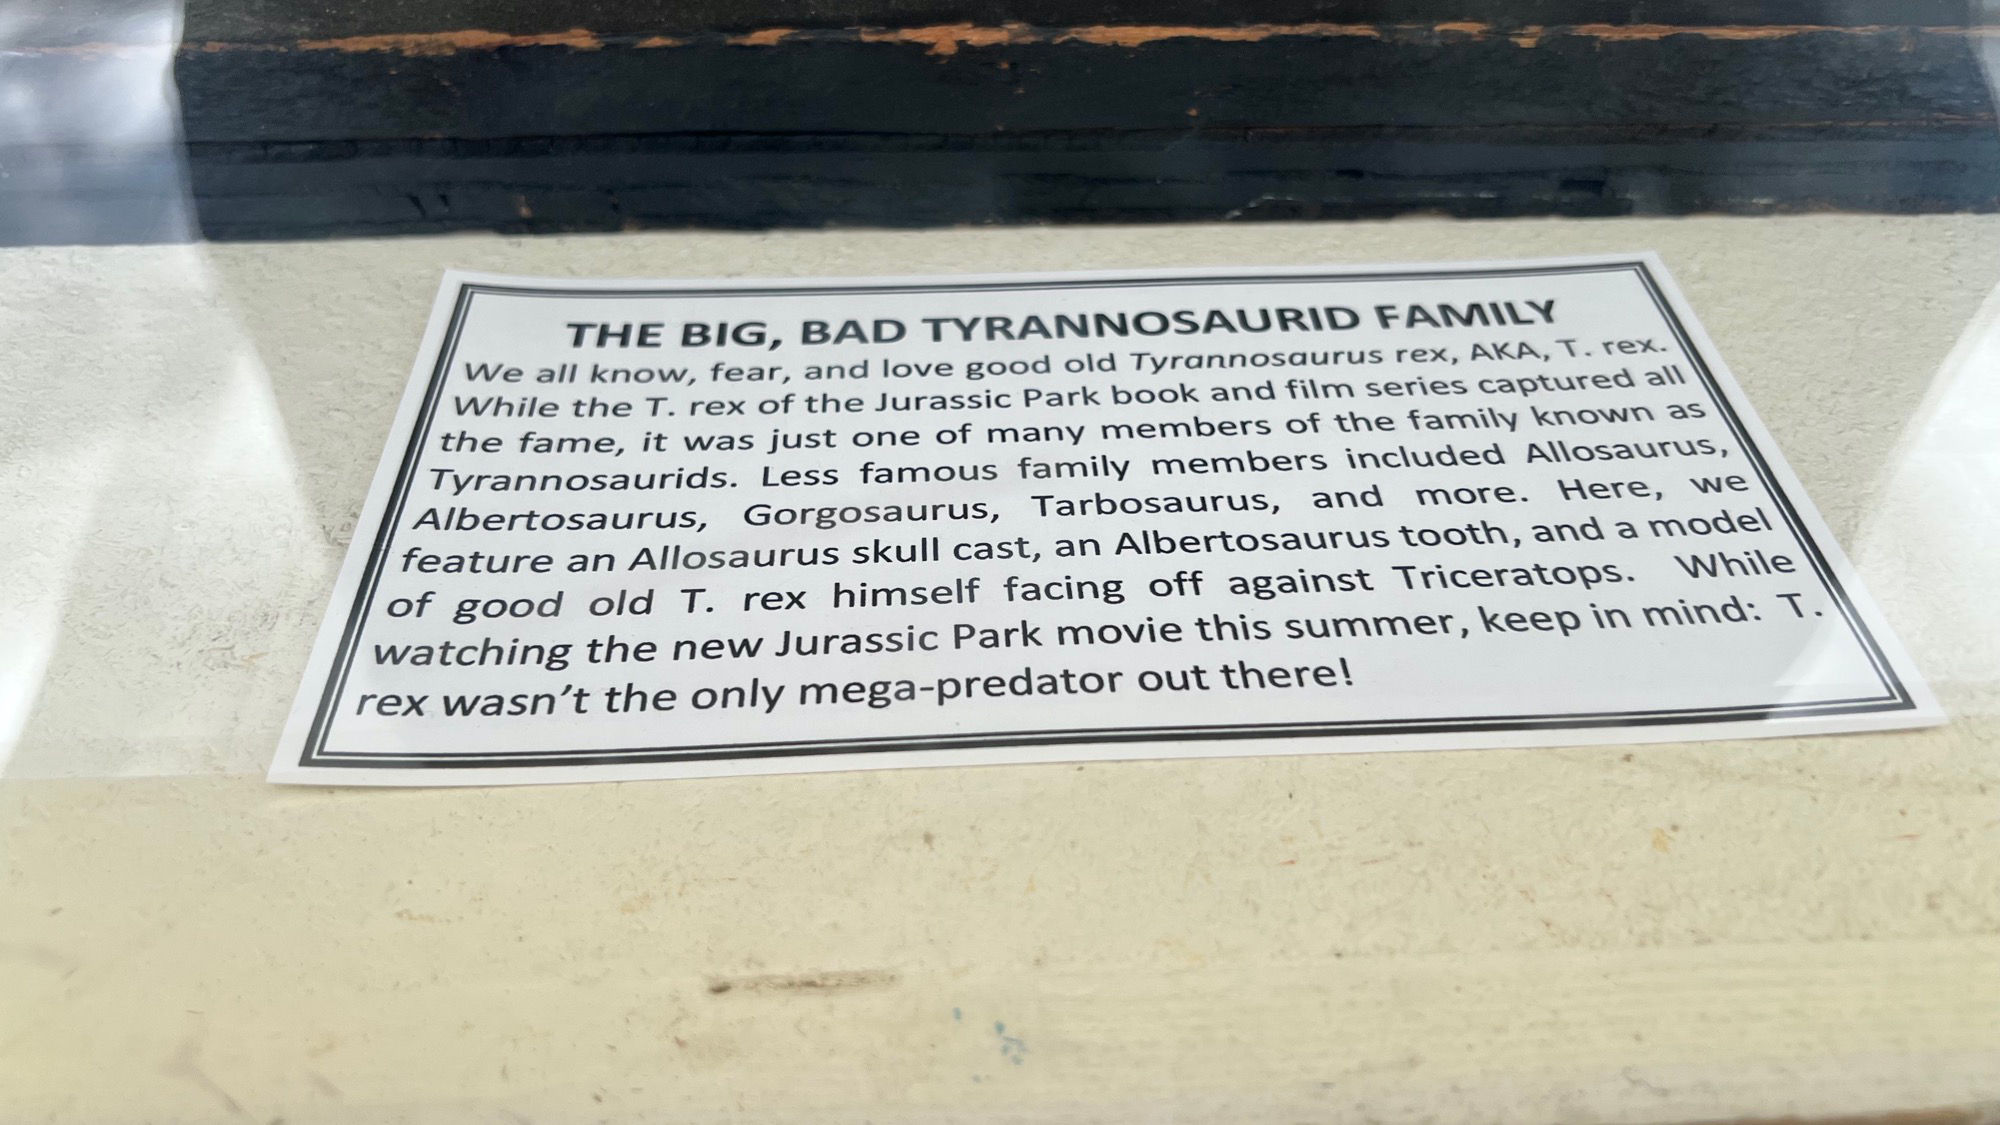 THE BIG, BAD TYRANNOSAURID FAMILY
We all know, fear, and love good old Tyrannosaurus rex, AKA, T. rex.
While the T. rex of the Jurassic Park book and film series captured all
the fame, it was just one of many members of the family known as
Tyrannosaurids. Less famous family members included Allosaurus,
Albertosaurus, Gorgosaurus, Tarbosaurus, and more. Here, we
feature an Allosaurus skull cast, an Albertosaurus tooth, and a model
of good old T. rex himself facing off against Triceratops. While
watching the new Jurassic Park movie this summer, keep in mind: T.
rex wasn't the only mega-predator out there!